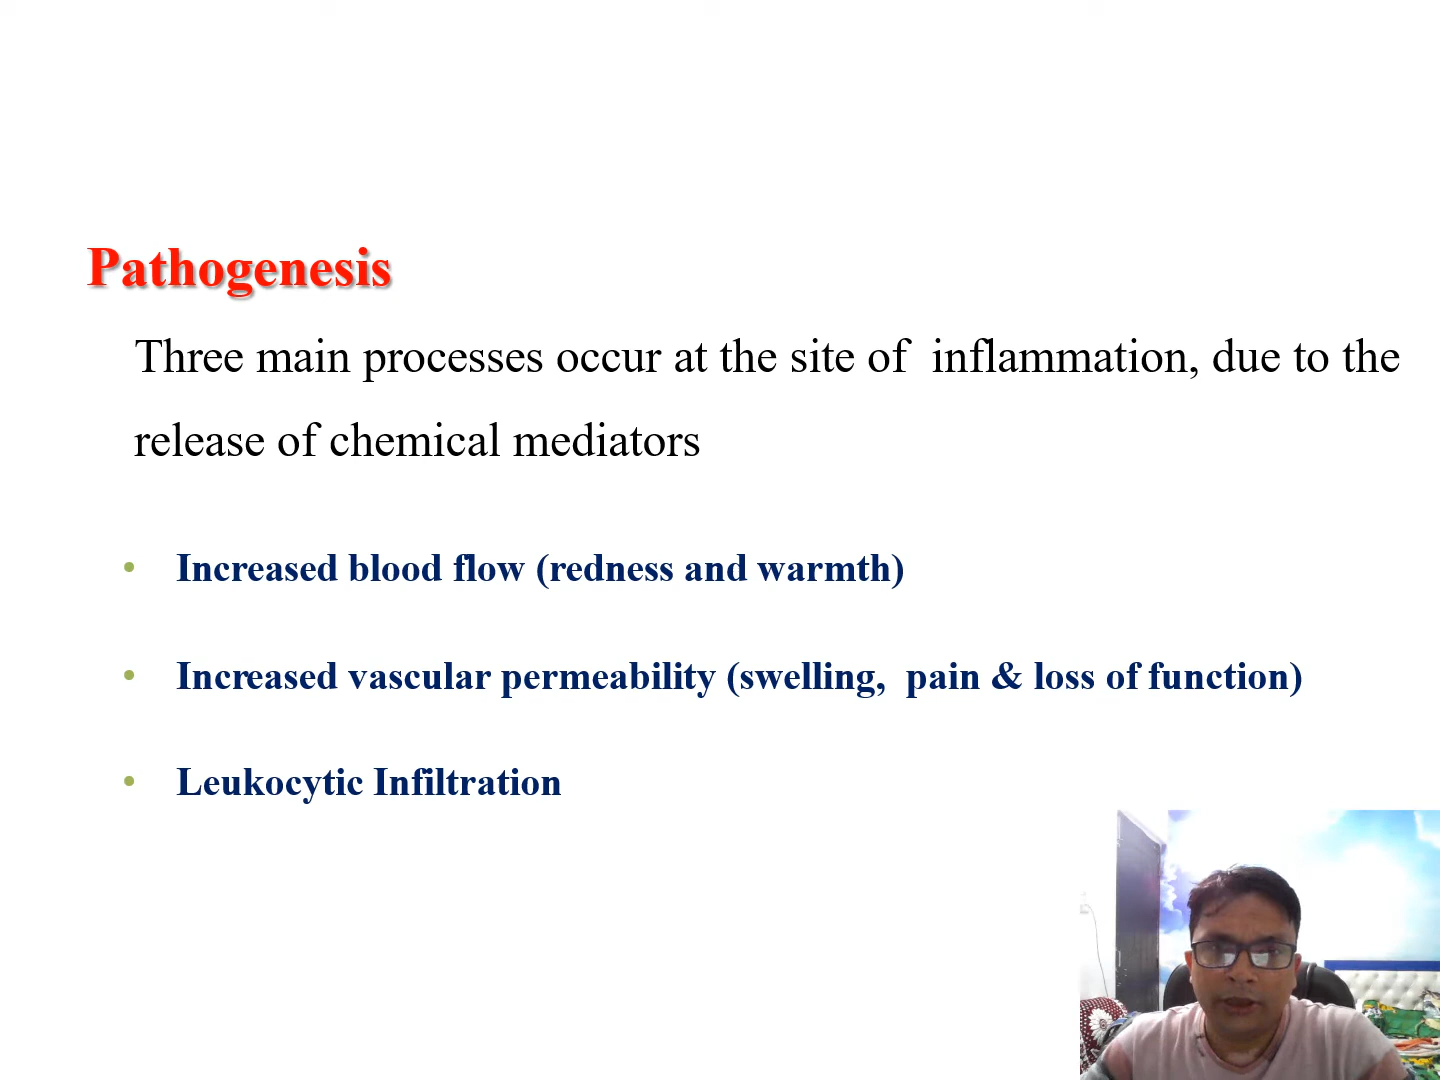 Pathogenesis
Three main processes occur at the site of  inflammation, due to the
release of chemical mediators
• Increased blood flow (redness and warmth)
• Increased vascular permeability (swelling,  pain & loss of function)
• Leukocytic Infiltration